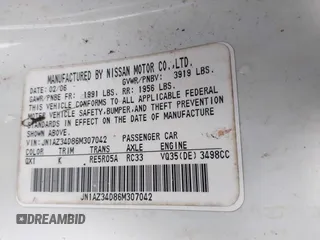 MANUFACTURED BY NISSAN MOTOR CO.,LTD.
DATE: 02/06 GVWR/PNBV: 3919 LBS.
GAWR/PNBE FR: 1991 LBS. RR: 1956 LBS.
THIS VEHICLE CONFORMS TO ALL APPLICABLE FEDERAL
MOTOR VEHICLE SAFETY,BUMPER,AND THEFT PREVENTION
STANDARDS IN EFFECT ON THE DATE OF MANUFACTURE
SHOWN ABOVE.
VIN: JN1AZ34D86M307042 PASSENGER CAR
COLOR TRIM TRANS AXLE ENGINE
QX1 K RE5R05A RC33 VQ35(DE) 3498CC
JN1AZ34D86M307042
DREAMBID